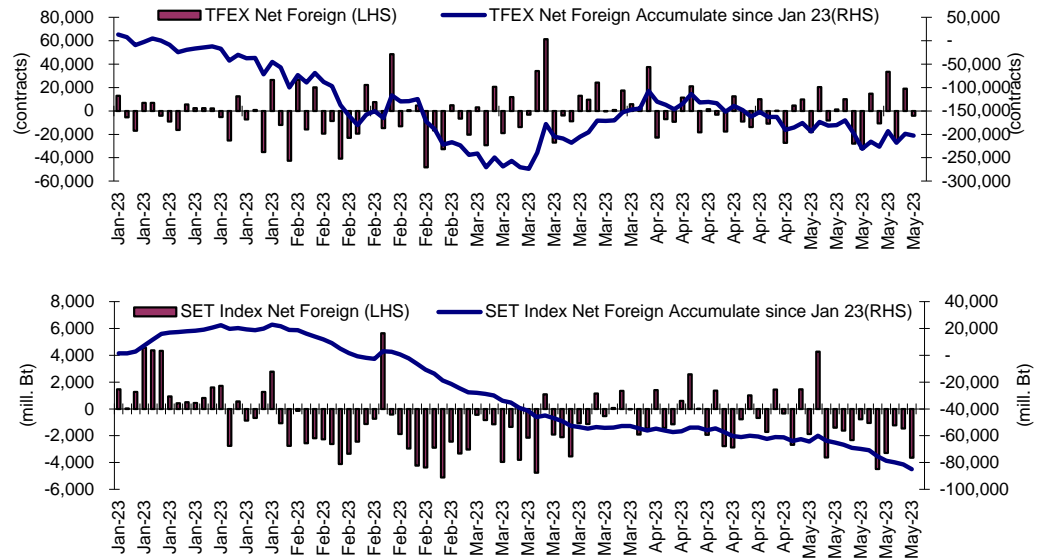 80,000
60,000
40,000
20,000
0
-20,000
-40,000
-60,000
(contracts)
TFEX Net Foreign (LHS)
TFEX Net Foreign Accumulate since Jan 23(RHS)
50,000
-
-50,000
-100,000
-150,000
-200,000
-250,000
-300,000
(contracts)
Jan-23
Jan-23
Jan-23
Jan-23
Jan-23
Jan-23
Jan-23
Feb-23
Feb-23
Feb-23
Feb-23
Feb-23
Feb-23
Feb-23
Mar-23
Mar-23
Mar-23
Mar-23
Mar-23
Mar-23
Mar-23
Apr-23
Apr-23
Apr-23
Apr-23
Apr-23
Apr-23
May-23
May-23
May-23
May-23
May-23
8,000
6,000
4,000
2,000
0
-2,000
-4,000
-6,000
(mill. Bt)
SET Index Net Foreign (LHS)
SET Index Net Foreign Accumulate since Jan 23(RHS)
40,000
20,000
-
-20,000
-40,000
-60,000
-80,000
-100,000
(mill. Bt)
Jan-23
Jan-23
Jan-23
Jan-23
Jan-23
Jan-23
Jan-23
Feb-23
Feb-23
Feb-23
Feb-23
Feb-23
Feb-23
Feb-23
Mar-23
Mar-23
Mar-23
Mar-23
Mar-23
Mar-23
Mar-23
Apr-23
Apr-23
Apr-23
Apr-23
Apr-23
Apr-23
May-23
May-23
May-23
May-23
May-23